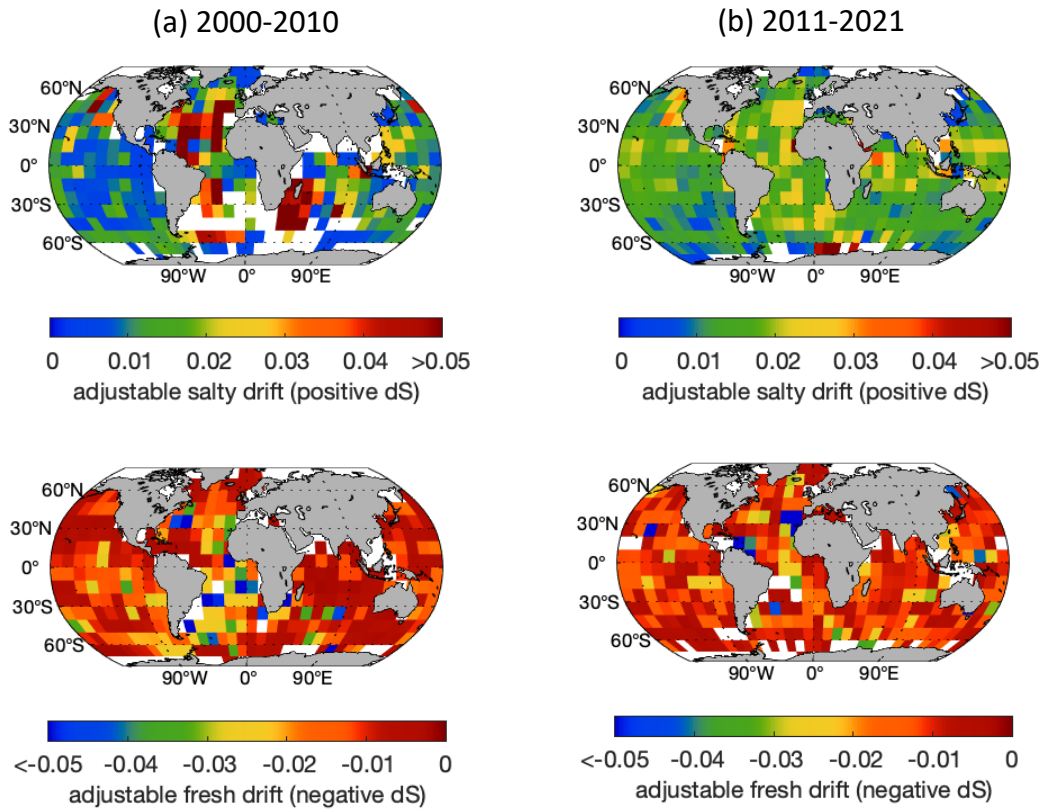 (a) 2000-2010
(b) 2011-2021
60°N
30°N
0°
30°S
60°S
90°W 0° 90°E
0 0.01 0.02 0.03 0.04 >0.05
adjustable salty drift (positive dS)
60°N
30°N
0°
30°S
60°S
90°W 0° 90°E
0 0.01 0.02 0.03 0.04 >0.05
adjustable salty drift (positive dS)
60°N
30°N
0°
30°S
60°S
90°W 0° 90°E
<-0.05 -0.04 -0.03 -0.02 -0.01 0
adjustable fresh drift (negative dS)
60°N
30°N
0°
30°S
60°S
90°W 0° 90°E
<-0.05 -0.04 -0.03 -0.02 -0.01 0
adjustable fresh drift (negative dS)